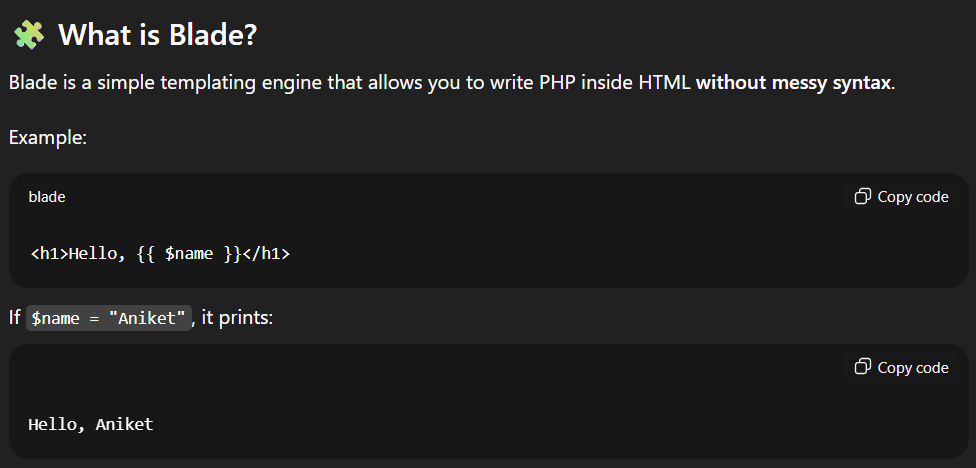 What is Blade?
Blade is a simple templating engine that allows you to write PHP inside HTML without messy syntax.
Example:
blade
Copy code
<h1>Hello, {{ $name }}</h1>
If $name = "Aniket", it prints:
Copy code
Hello, Aniket